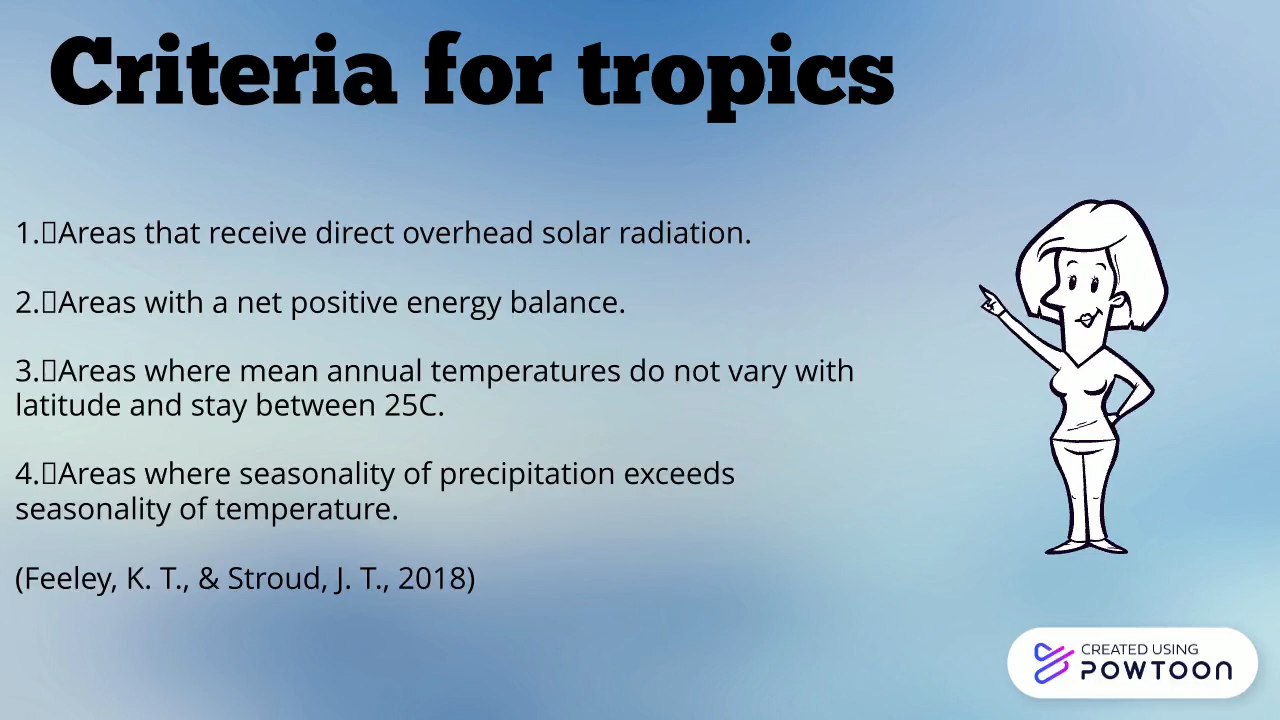 Criteria for tropics
1.Areas that receive direct overhead solar radiation.
2.Areas with a net positive energy balance.
3.Areas where mean annual temperatures do not vary with
latitude and stay between 25C.
4.Areas where seasonality of precipitation exceeds
seasonality of temperature.
(Feeley, K. T., & Stroud, J. T., 2018)
CREATED USING
POWTOON